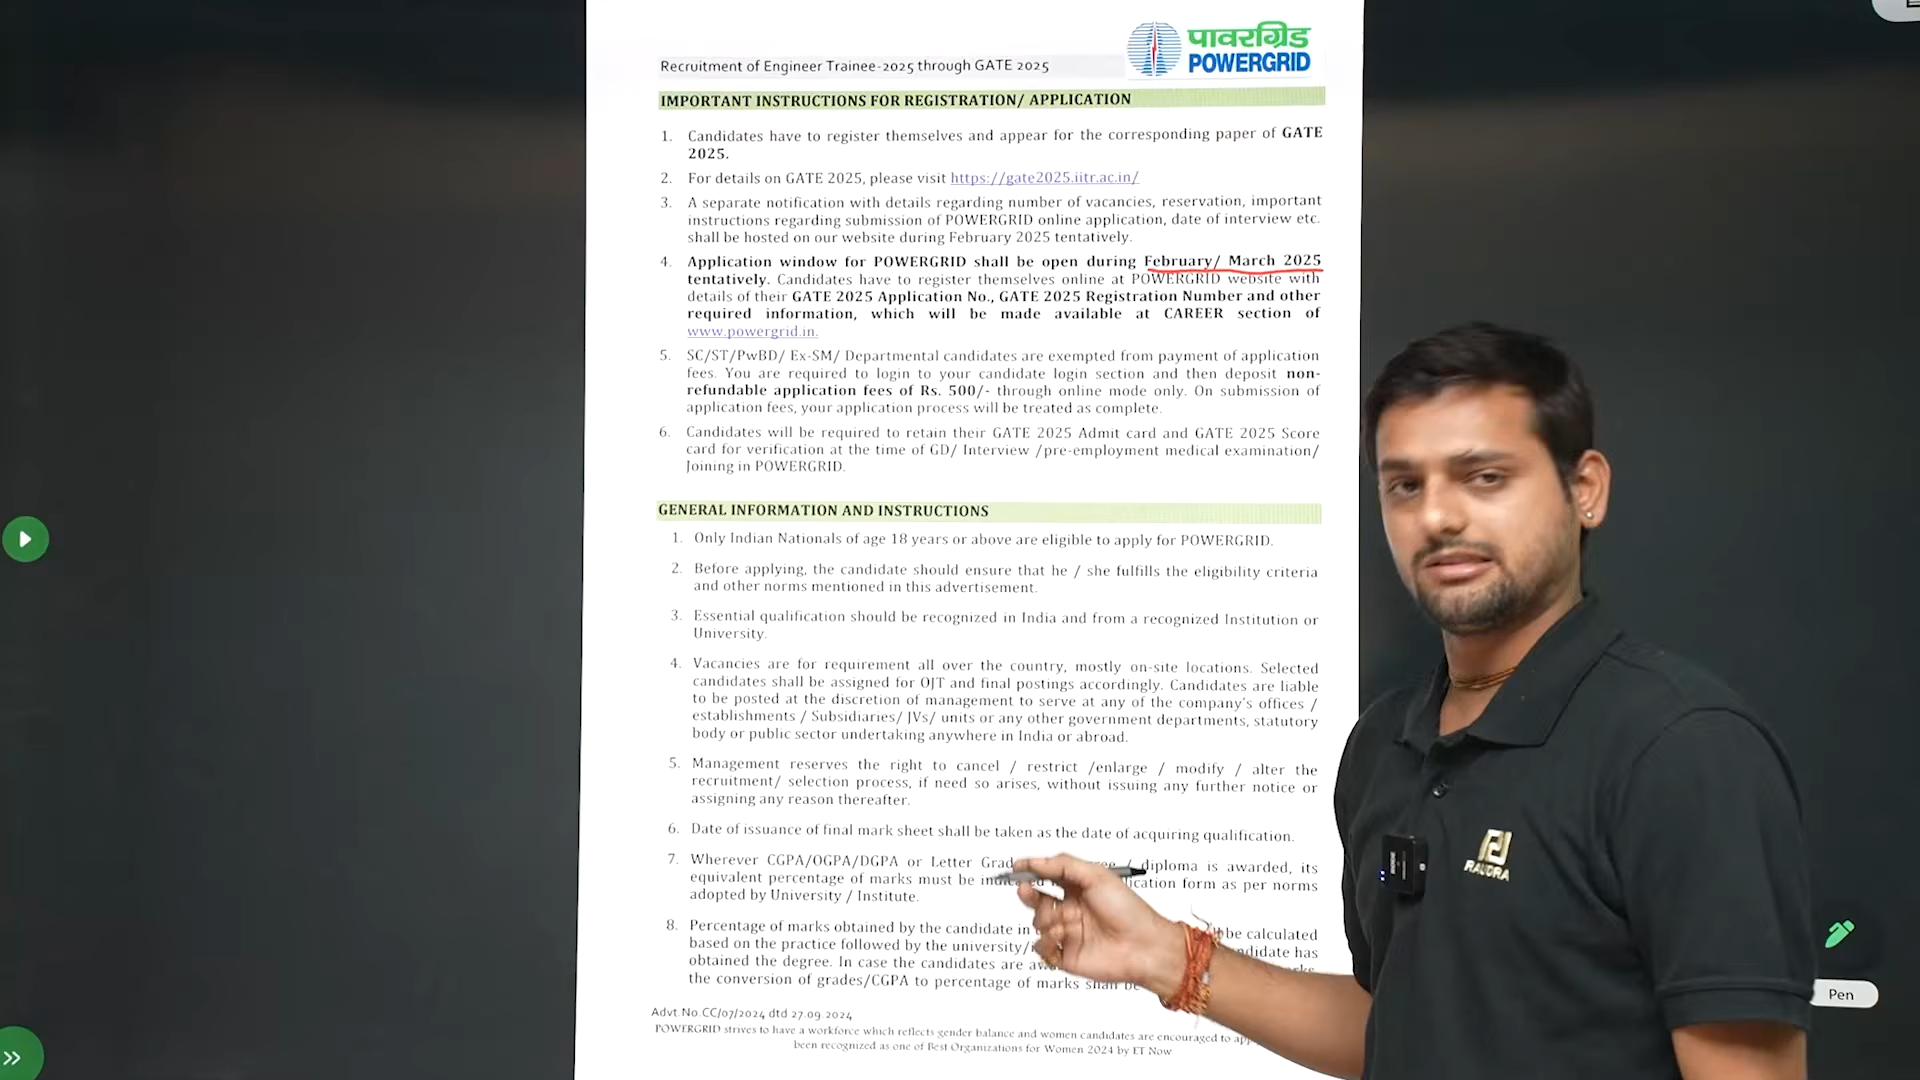 पावरग्रिड
POWERGRID
Recruitment of Engineer Trainee-2025 through GATE 2025
IMPORTANT INSTRUCTIONS FOR REGISTRATION/ APPLICATION
1. Candidates have to register themselves and appear for the corresponding paper of GATE
2025.
2. For details on GATE 2025, please visit https://gate2025.iitr.ac.in/
3. A separate notification with details regarding number of vacancies, reservation, important
instructions regarding submission of POWERGRID online application, date of interview etc.
shall be hosted on our website during February 2025 tentatively.
4. Application window for POWERGRID shall be open during February/ March 2025
tentatively. Candidates have to register themselves online at POWERGRID website with
details of their GATE 2025 Application No., GATE 2025 Registration Number and other
required information, which will be made available at CAREER section of
www.powergrid.in.
5. SC/ST/PwBD/ Ex-SM/ Departmental candidates are exempted from payment of application
fees. You are required to login to your candidate login section and then deposit non-
refundable application fees of Rs. 500/- through online mode only. On submission of
application fees, your application process will be treated as complete.
6. Candidates will be required to retain their GATE 2025 Admit card and GATE 2025 Score
card for verification at the time of GD/ Interview /pre-employment medical examination/
Joining in POWERGRID.
GENERAL INFORMATION AND INSTRUCTIONS
1. Only Indian Nationals of age 18 years or above are eligible to apply for POWERGRID.
2. Before applying, the candidate should ensure that he / she fulfills the eligibility criteria
and other norms mentioned in this advertisement.
3. Essential qualification should be recognized in India and from a recognized Institution or
University.
4. Vacancies are for requirement all over the country, mostly on-site locations. Selected
candidates shall be assigned for OJT and final postings accordingly. Candidates are liable
to be posted at the discretion of management to serve at any of the company's offices /
establishments / Subsidiaries/ JVs/ units or any other government departments, statutory
body or public sector undertaking anywhere in India or abroad.
5. Management reserves the right to cancel / restrict /enlarge / modify / alter the
recruitment/ selection process, if need so arises, without issuing any further notice or
assigning any reason thereafter.
6. Date of issuance of final mark sheet shall be taken as the date of acquiring qualification.
7. Wherever CGPA/OGPA/DGPA or Letter / diploma is awarded, its
equivalent percentage of marks must be form as per norms
adopted by University / Institute.
8. Percentage of marks obtained by the candidate in be calculated
based on the practice followed by the has
obtained the degree. In case the candidates are
the conversion of grades/CGPA to percentage of marks shall be
Advt.No.CC/07/2024 dtd 27.09.2024
POWERGRID strives to have a workforce which reflects gender balance and women candidates are encouraged to
been recognized as one of Best Organizations for Women 2024 by ET Now
RAUDRA
Pen